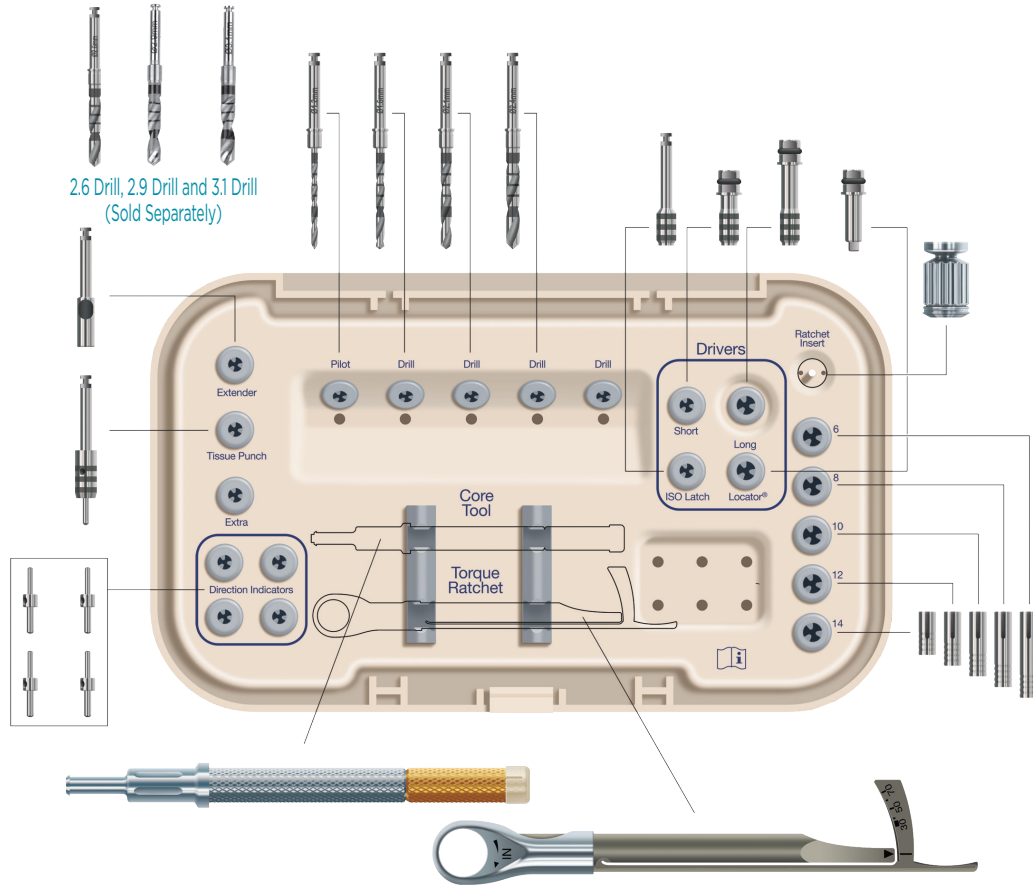 2.6 Drill, 2.9 Drill and 3.1 Drill
(Sold Separately)
Pilot
Drill
Drill
Drill
Drill
Drivers
Ratchet
Insert
Extender
Short
Long
6
Tissue Punch
ISO Latch
Locator®
8
Extra
Core
Tool
10
Direction Indicators
Torque
Ratchet
12
14
i
IN
30 50 70